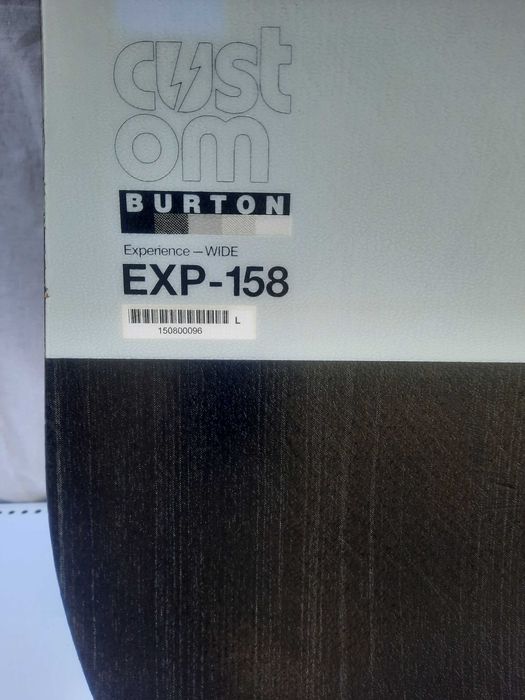 cust
om
BURTON
Experience – WIDE
EXP-158
L
150800096